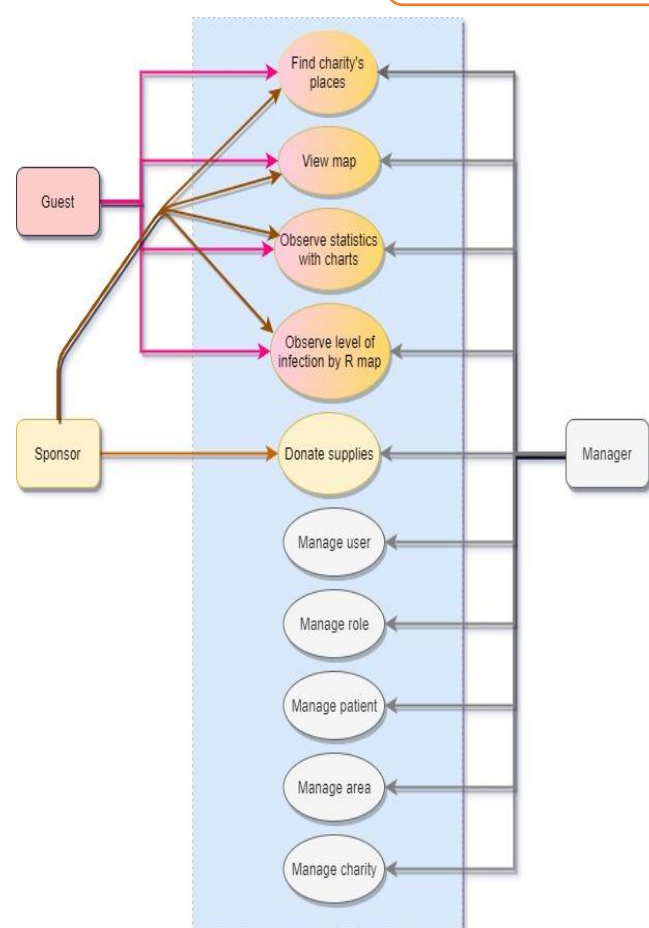 Find charity's
places
View map
Guest
Observe statistics
with charts
Observe level of
infection by R map
Sponsor
Donate supplies
Manager
Manage user
Manage role
Manage patient
Manage area
Manage charity